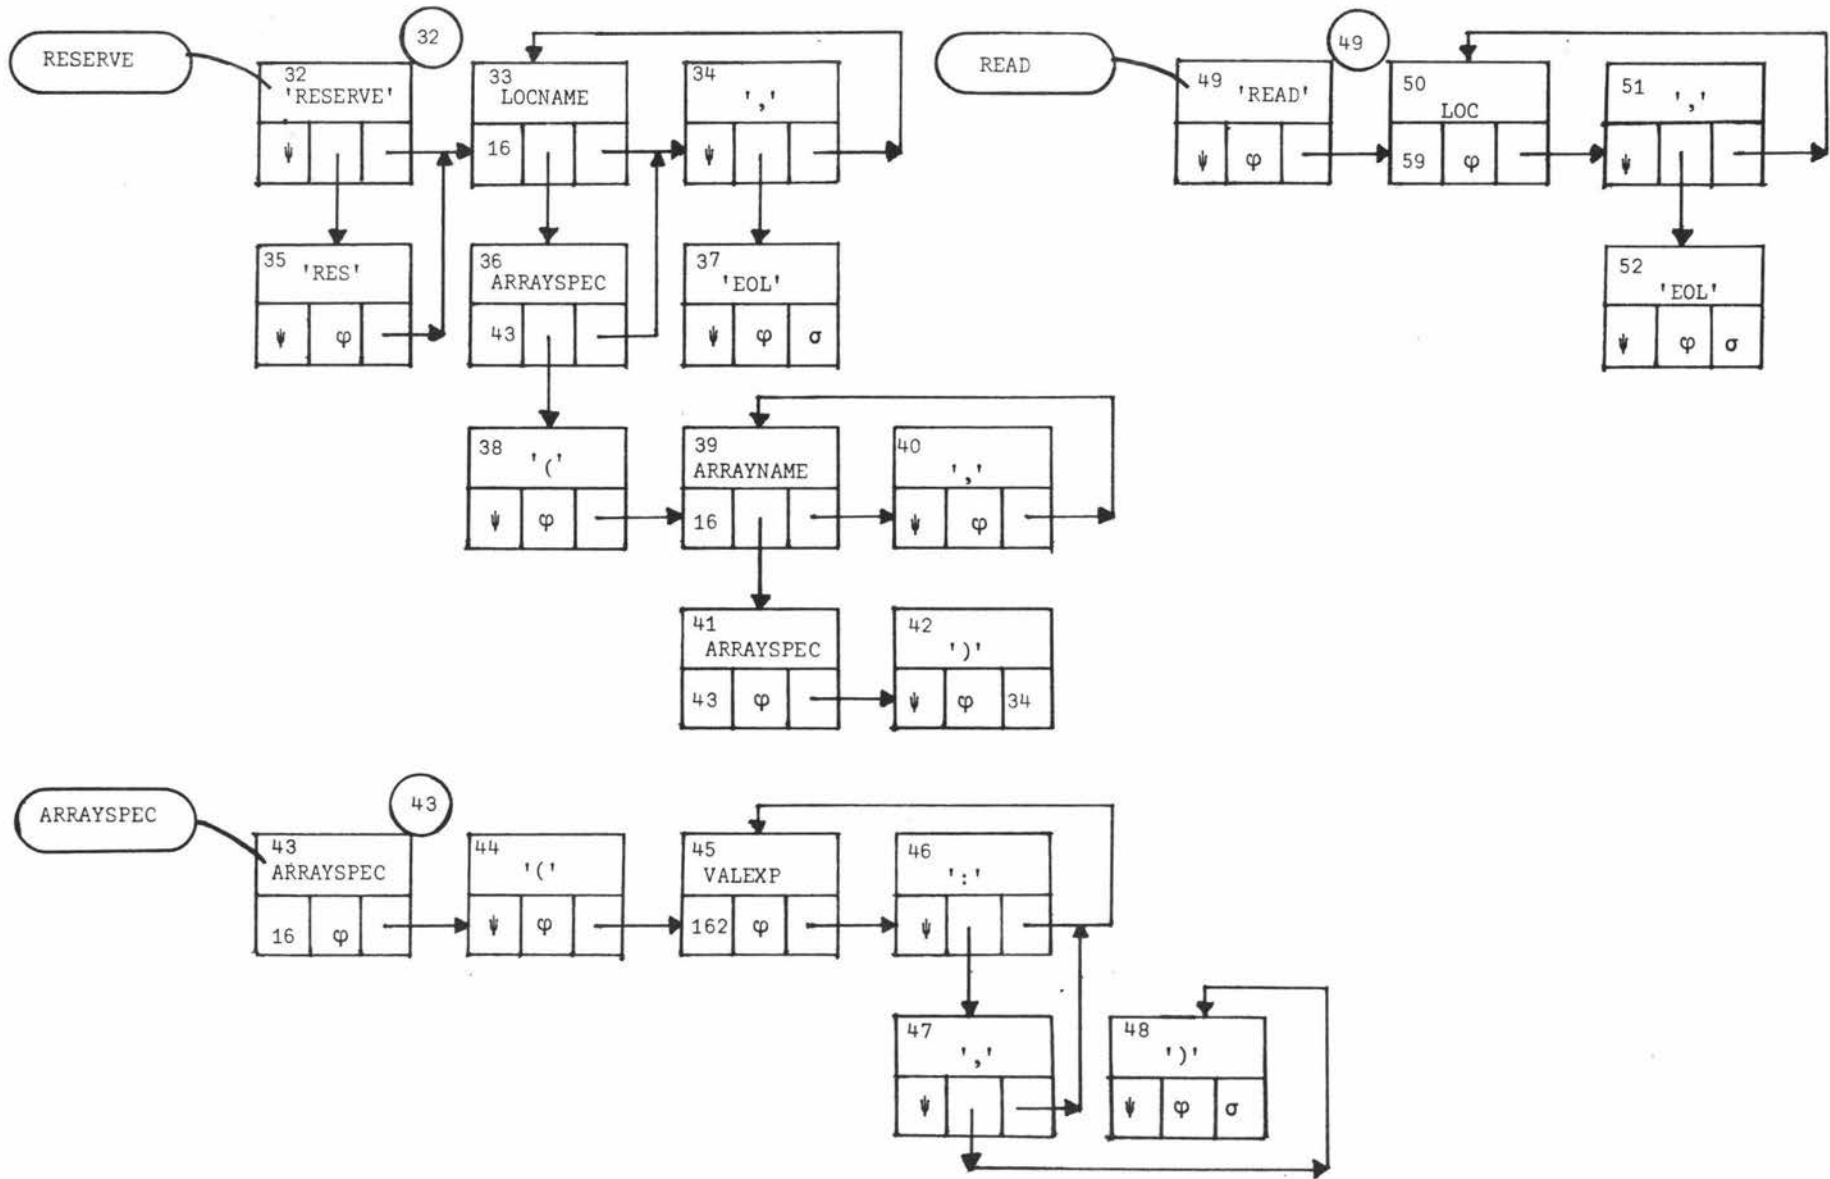 RESERVE
32
32
'RESERVE'
ψ
33
LOCNAME
16
34
','
ψ
35
'RES'
ψ φ
36
ARRAYSPEC
43
37
'EOL'
ψ φ σ
38
'('
ψ φ
39
ARRAYNAME
16
40
','
ψ φ
41
ARRAYSPEC
43 φ
42
')'
ψ φ 34
READ
49
49
'READ'
ψ φ
50
LOC
59 φ
51
','
ψ
52
'EOL'
ψ φ σ
ARRAYSPEC
43
43
ARRAYSPEC
16 φ
44
'('
ψ φ
45
VALEXP
162 φ
46
':'
ψ
47
','
ψ
48
')'
ψ φ σ